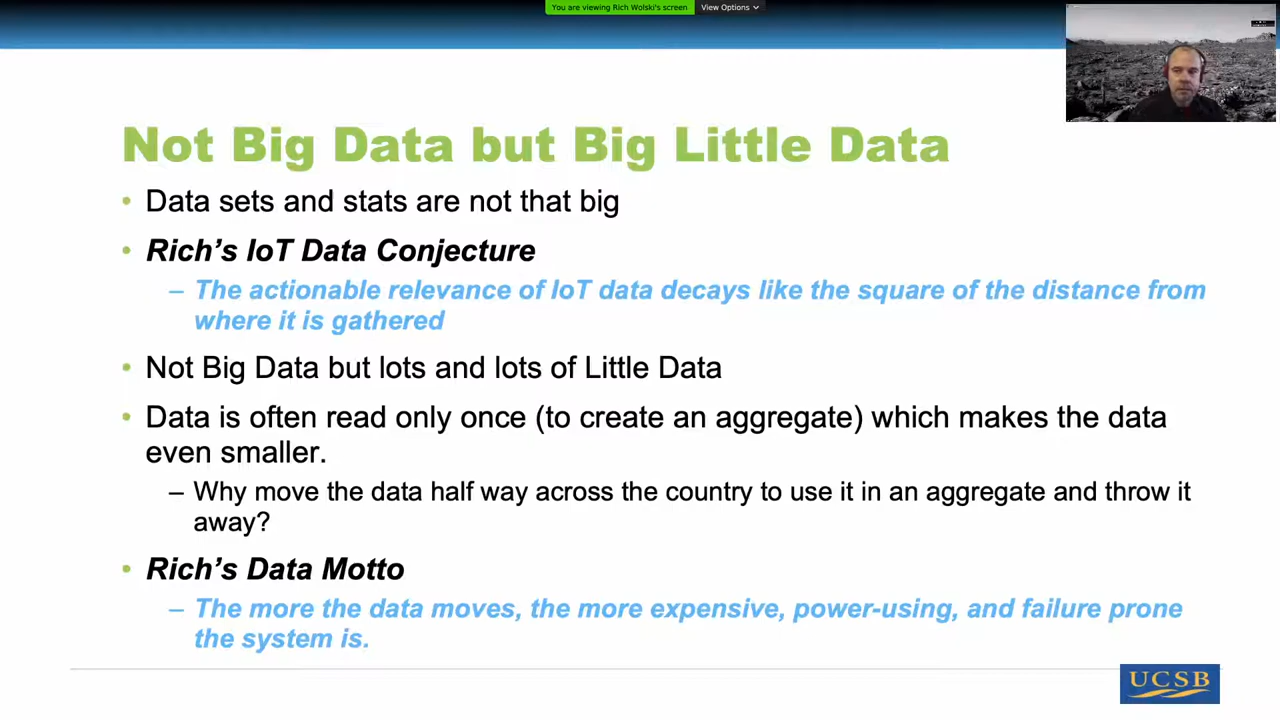 You are viewing Rich Wolski's screen View Options
Not Big Data but Big Little Data
• Data sets and stats are not that big
• Rich's IoT Data Conjecture
– The actionable relevance of IoT data decays like the square of the distance from
where it is gathered
• Not Big Data but lots and lots of Little Data
• Data is often read only once (to create an aggregate) which makes the data
even smaller.
– Why move the data half way across the country to use it in an aggregate and throw it
away?
• Rich's Data Motto
– The more the data moves, the more expensive, power-using, and failure prone
the system is.
UCSB